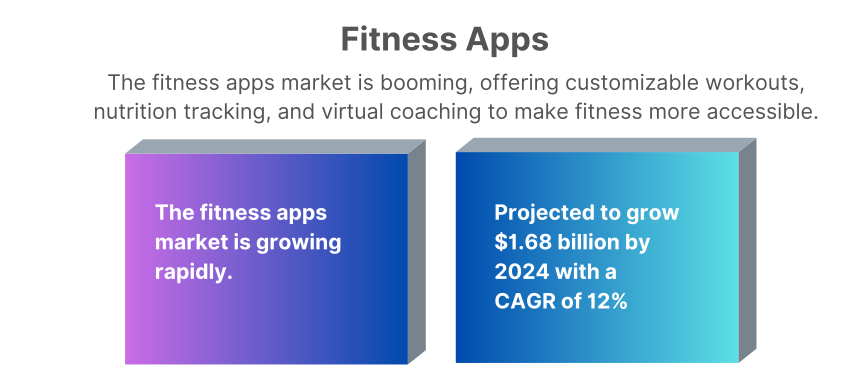 Fitness Apps
The fitness apps market is booming, offering customizable workouts,
nutrition tracking, and virtual coaching to make fitness more accessible.
The fitness apps
market is growing
rapidly.
Projected to grow
$1.68 billion by
2024 with a
CAGR of 12%